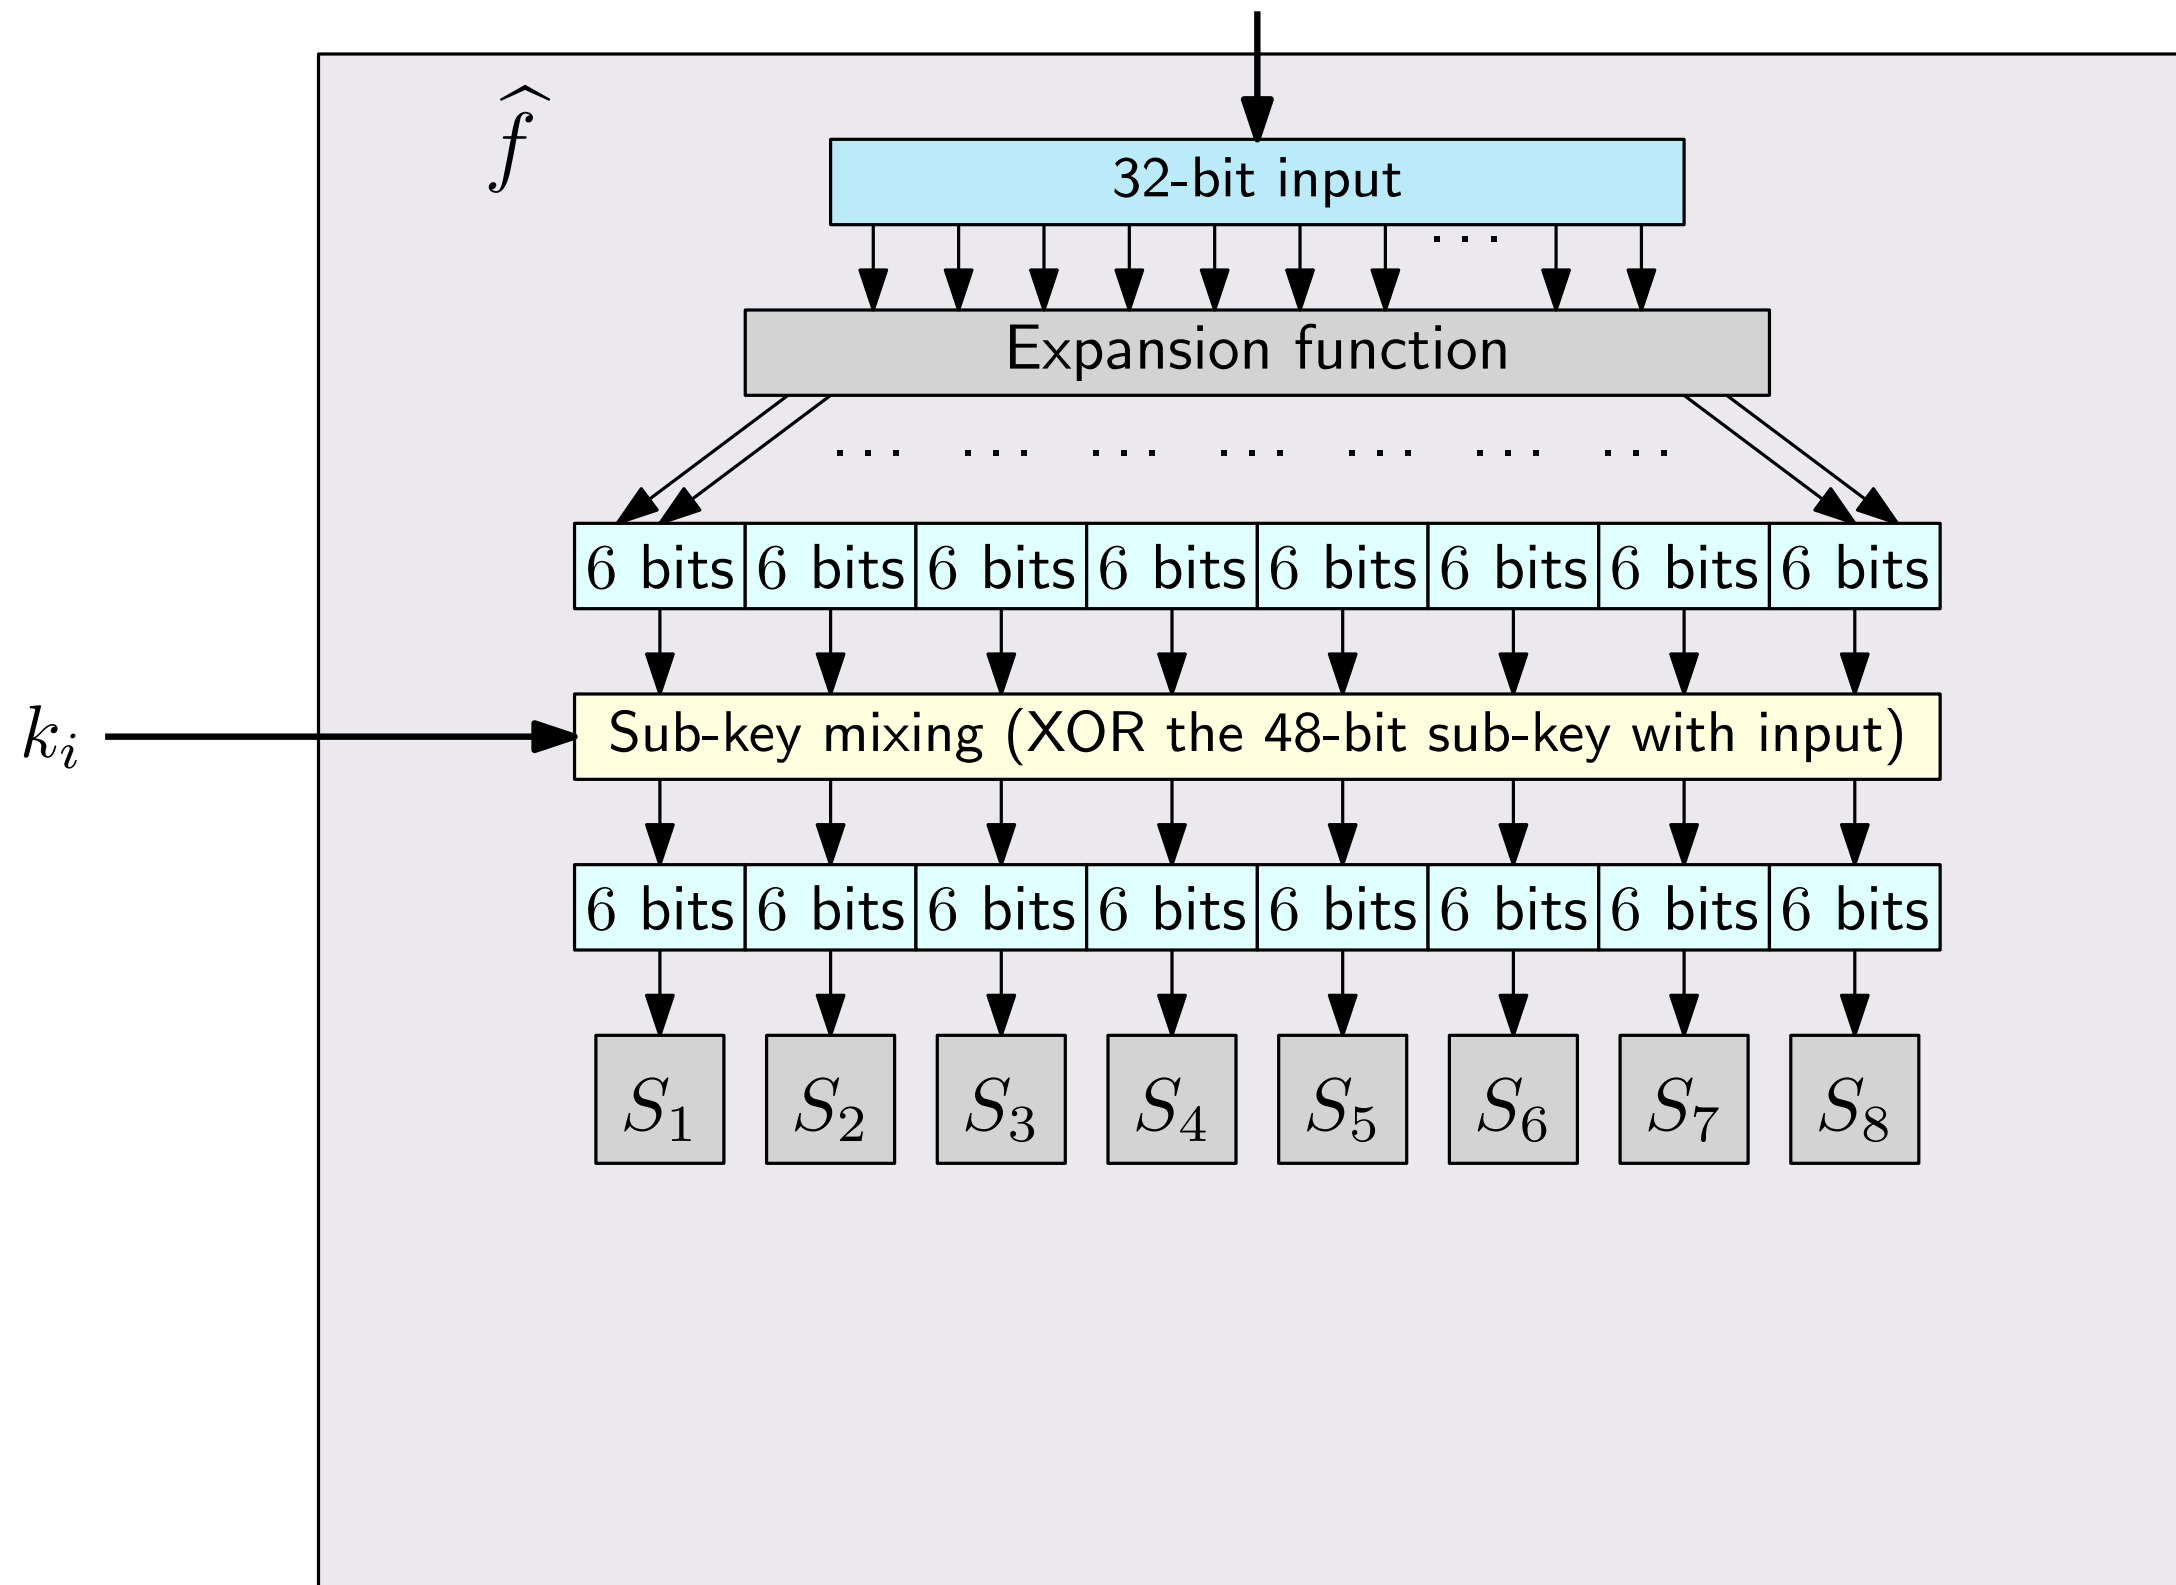 $\widehat{f}$
32-bit input
· · ·
Expansion function
· · · · · · · · · · · · · · · · · · · · ·
6 bits 6 bits 6 bits 6 bits 6 bits 6 bits 6 bits 6 bits
$k_i$ Sub-key mixing (XOR the 48-bit sub-key with input)
6 bits 6 bits 6 bits 6 bits 6 bits 6 bits 6 bits 6 bits
$S_1$ $S_2$ $S_3$ $S_4$ $S_5$ $S_6$ $S_7$ $S_8$